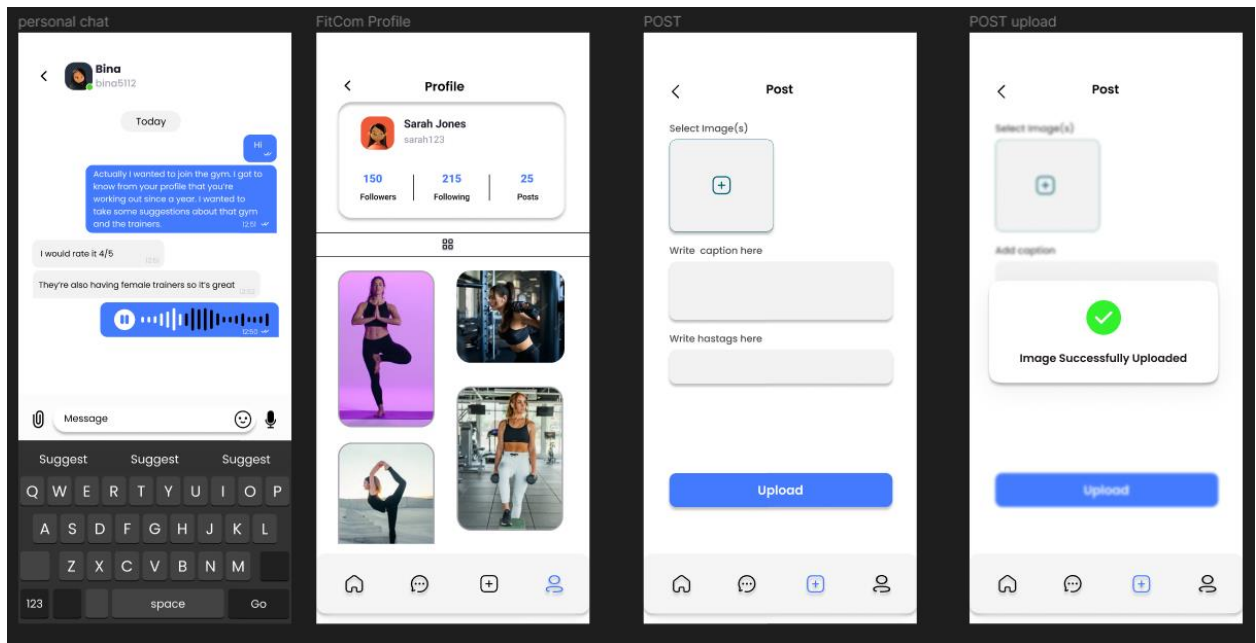 personal chat
Bina
bina5112
Today
Hi
Actually I wanted to join the gym. I got to
know from your profile that you're
working out since a year. I wanted to
take some suggestions about that gym
and the trainers.
12:51
I would rate it 4/5
They're also having female trainers so it's great
12:50
Message
Suggest Suggest Suggest
Q W E R T Y U I O P
A S D F G H J K L
Z X C V B N M
123 space Go
FitCom Profile
Profile
Sarah Jones
sarah123
150 215 25
Followers Following Posts
POST
Post
Select Image(s)
Write caption here
Write hastags here
Upload
POST upload
Post
Select Image(s)
Add caption
Image Successfully Uploaded
Upload